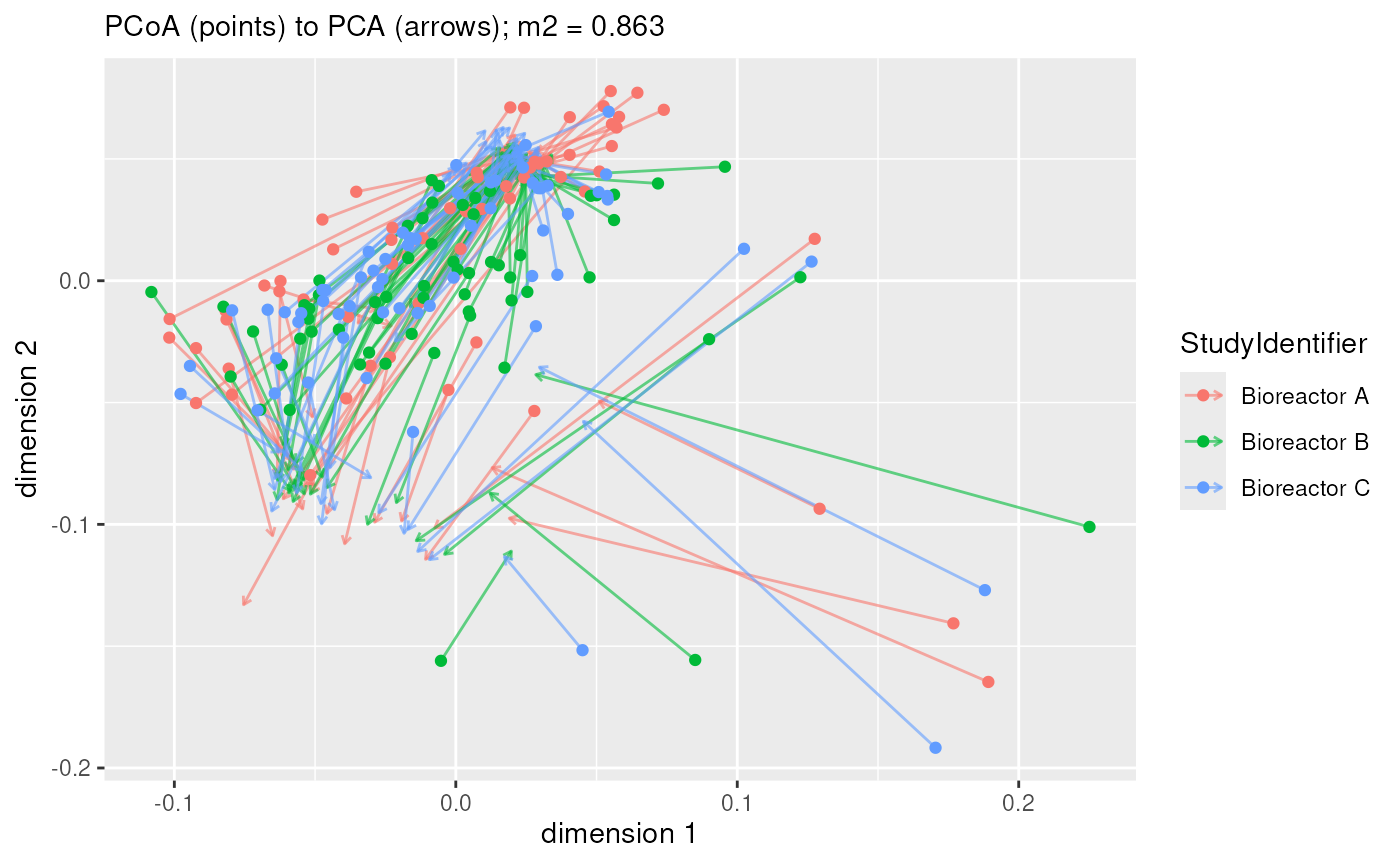 PCoA (points) to PCA (arrows); m2 = 0.863
0.0
-0.1
-0.2
dimension 2
-0.1
0.0
0.1
0.2
dimension 1
StudyIdentifier
Bioreactor A
Bioreactor B
Bioreactor C